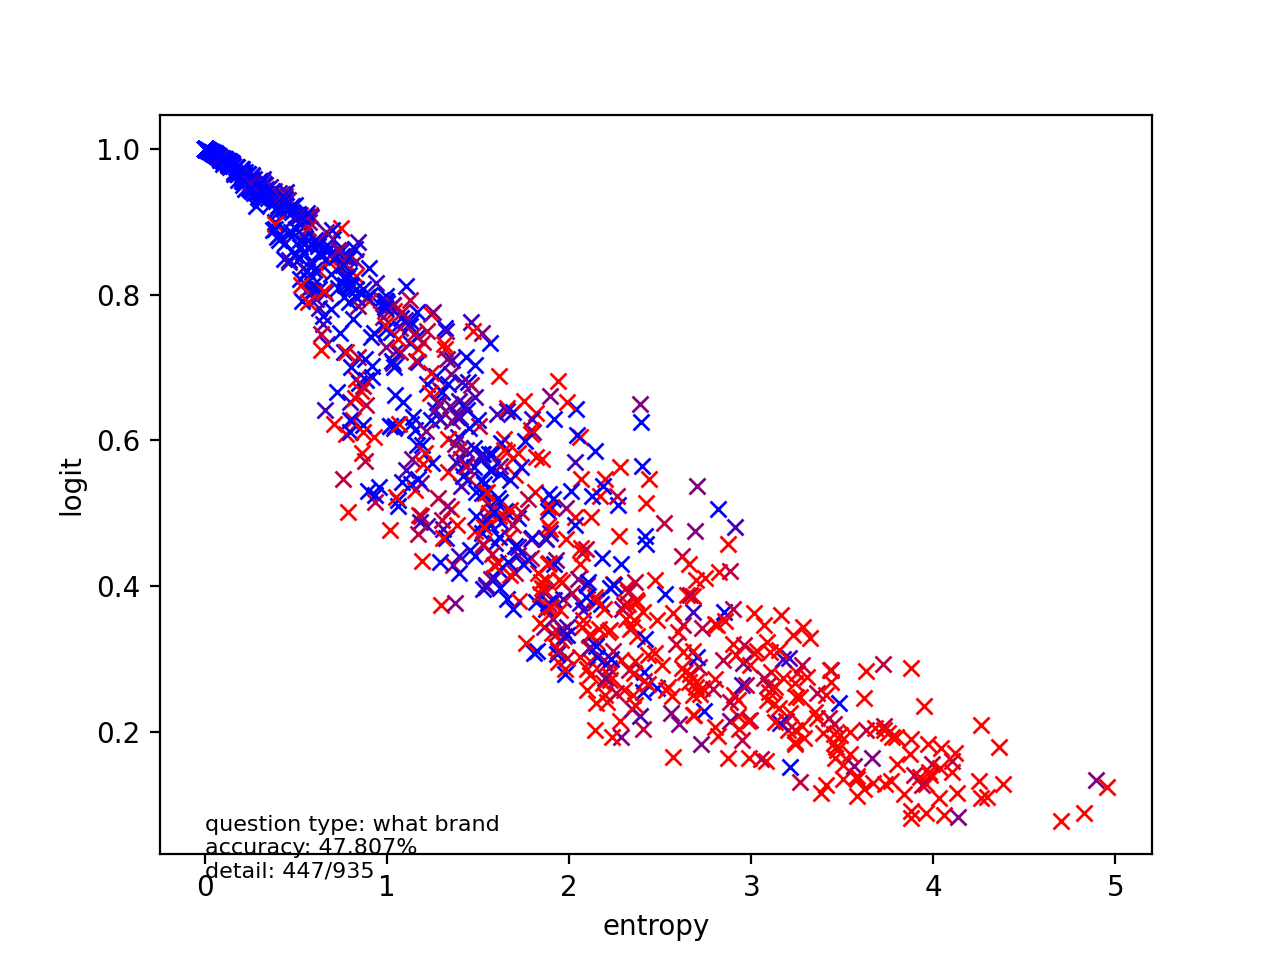 1.0
0.8
0.6
0.4
0.2
logit
question type: what brand
accuracy: 47.807%
detail: 447/935
0 1 2 3 4 5
entropy